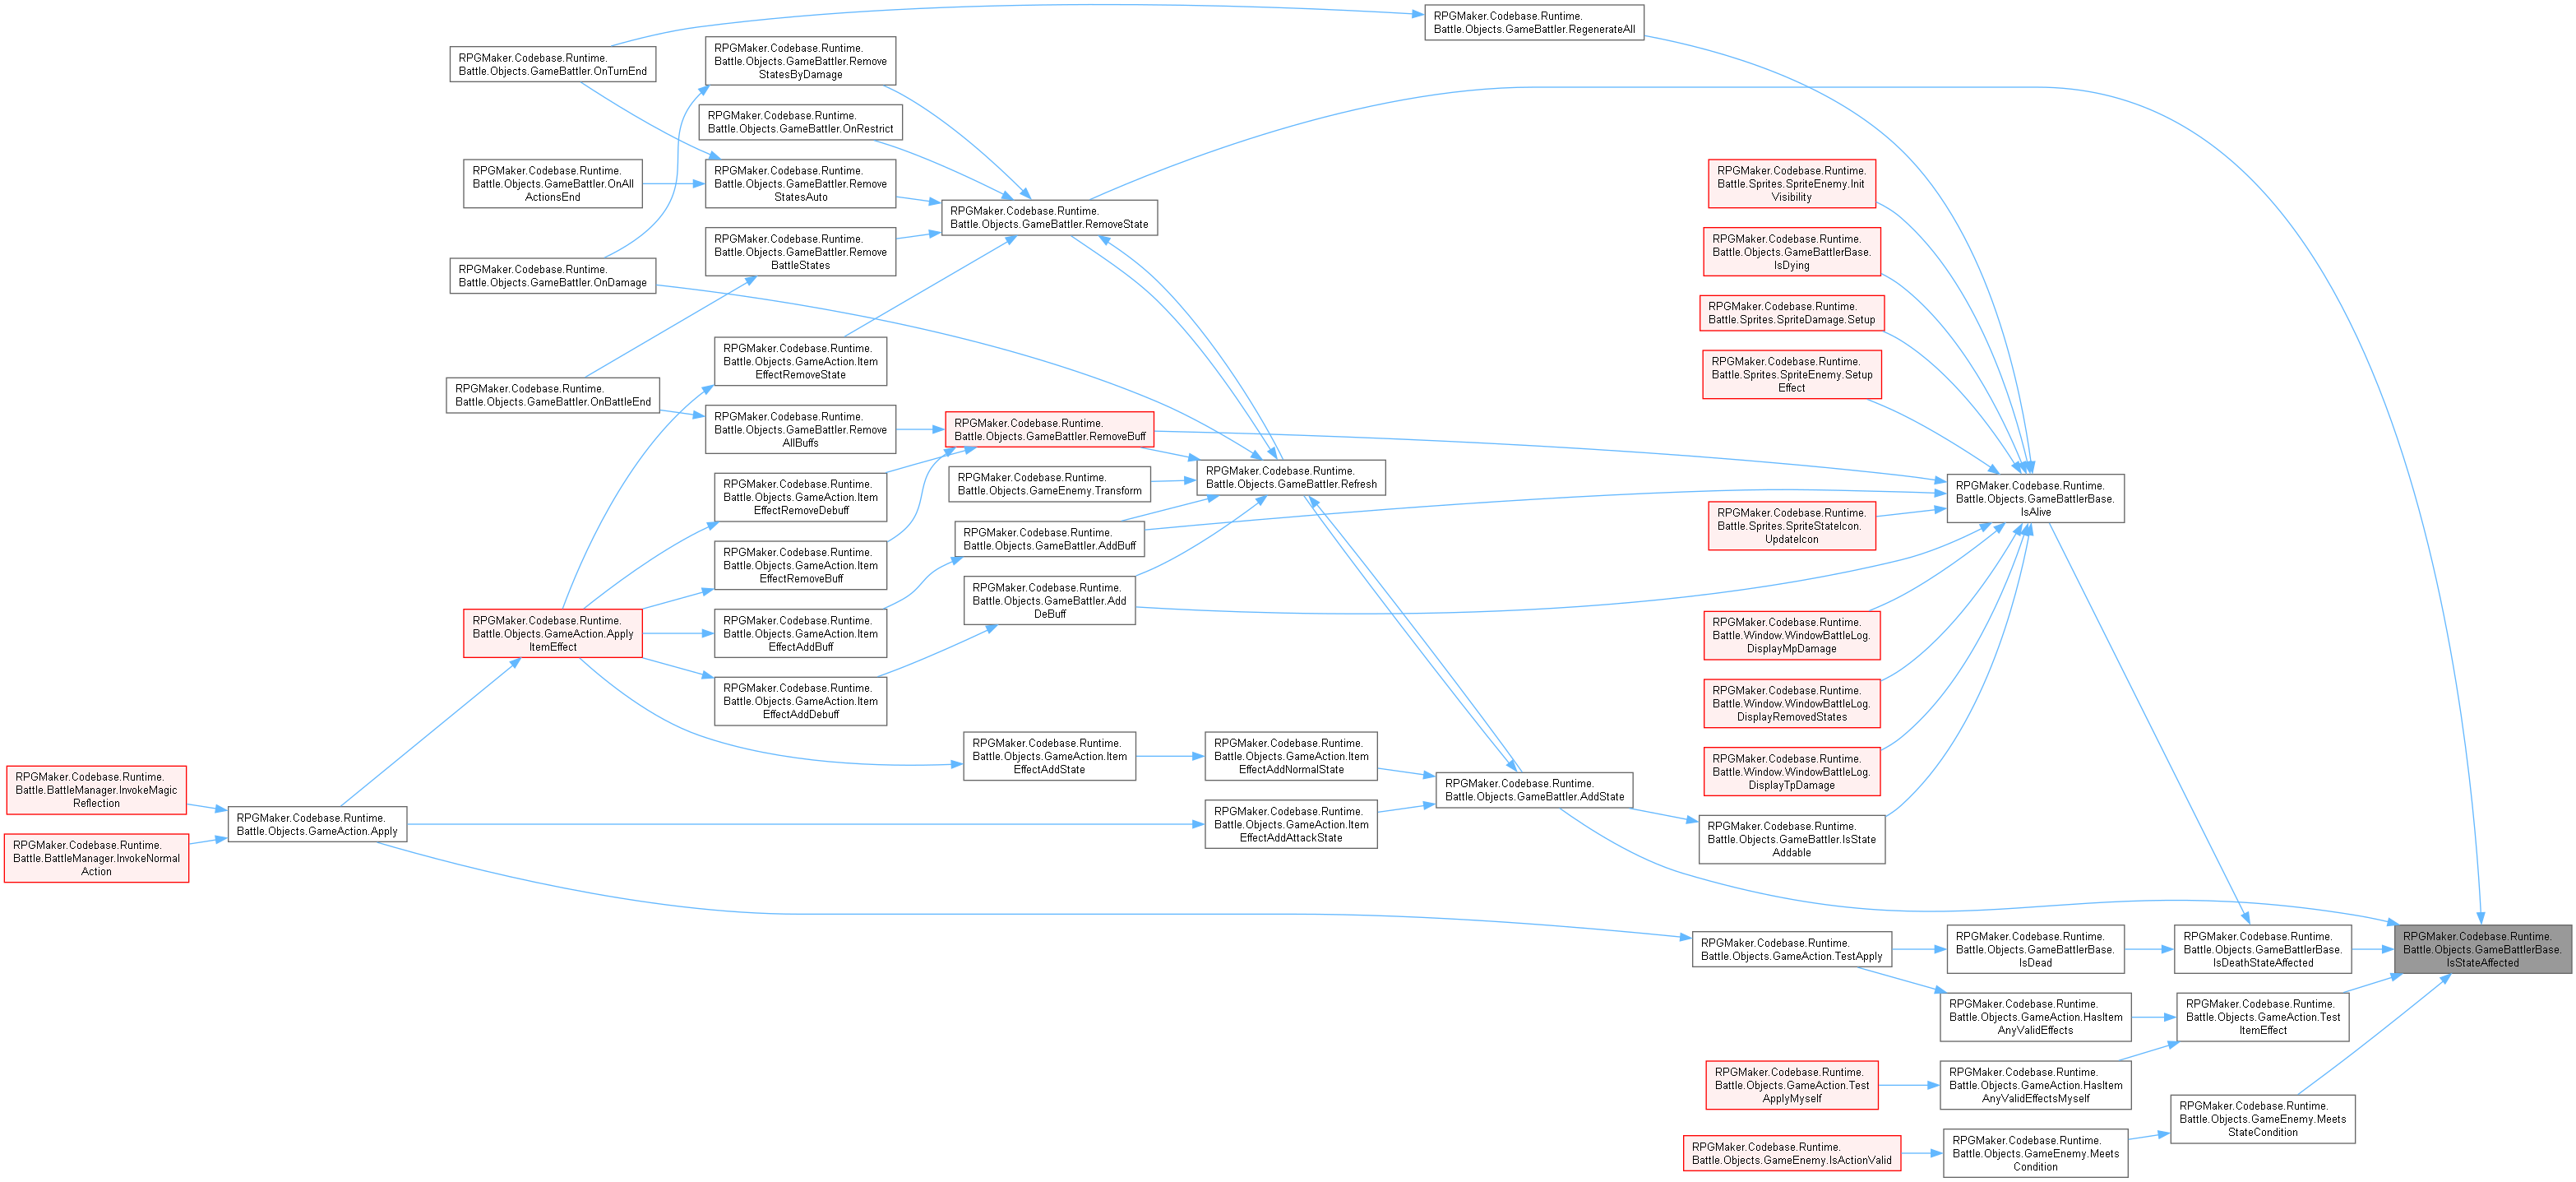 RPGMaker.Codebase.Runtime.
Battle.Objects.GameBattler.RegenerateAll
RPGMaker.Codebase.Runtime.
Battle.Objects.GameBattler.OnTurnEnd
RPGMaker.Codebase.Runtime.
Battle.Objects.GameBattler.Remove
StatesByDamage
RPGMaker.Codebase.Runtime.
Battle.Objects.GameBattler.OnRestrict
RPGMaker.Codebase.Runtime.
Battle.Objects.GameBattler.OnAll
ActionsEnd
RPGMaker.Codebase.Runtime.
Battle.Objects.GameBattler.Remove
StatesAuto
RPGMaker.Codebase.Runtime.
Battle.Sprites.SpriteEnemy.Init
Visibility
RPGMaker.Codebase.Runtime.
Battle.Objects.GameBattler.RemoveState
RPGMaker.Codebase.Runtime.
Battle.Objects.GameBattler.Remove
BattleStates
RPGMaker.Codebase.Runtime.
Battle.Objects.GameBattlerBase.
IsDying
RPGMaker.Codebase.Runtime.
Battle.Objects.GameBattler.OnDamage
RPGMaker.Codebase.Runtime.
Battle.Sprites.SpriteDamage.Setup
RPGMaker.Codebase.Runtime.
Battle.Objects.GameAction.Item
EffectRemoveState
RPGMaker.Codebase.Runtime.
Battle.Sprites.SpriteEnemy.Setup
Effect
RPGMaker.Codebase.Runtime.
Battle.Objects.GameBattler.OnBattleEnd
RPGMaker.Codebase.Runtime.
Battle.Objects.GameBattler.Remove
AllBuffs
RPGMaker.Codebase.Runtime.
Battle.Objects.GameBattler.RemoveBuff
RPGMaker.Codebase.Runtime.
Battle.Objects.GameEnemy.Transform
RPGMaker.Codebase.Runtime.
Battle.Objects.GameBattler.Refresh
RPGMaker.Codebase.Runtime.
Battle.Objects.GameBattlerBase.
IsAlive
RPGMaker.Codebase.Runtime.
Battle.Objects.GameAction.Item
EffectRemoveDebuff
RPGMaker.Codebase.Runtime.
Battle.Sprites.SpriteStateIcon.
UpdateIcon
RPGMaker.Codebase.Runtime.
Battle.Objects.GameBattler.AddBuff
RPGMaker.Codebase.Runtime.
Battle.Objects.GameAction.Item
EffectRemoveBuff
RPGMaker.Codebase.Runtime.
Battle.Objects.GameBattler.Add
DeBuff
RPGMaker.Codebase.Runtime.
Battle.Objects.GameAction.Apply
ItemEffect
RPGMaker.Codebase.Runtime.
Battle.Objects.GameAction.Item
EffectAddBuff
RPGMaker.Codebase.Runtime.
Battle.Window.WindowBattleLog.
DisplayMpDamage
RPGMaker.Codebase.Runtime.
Battle.Objects.GameAction.Item
EffectAddDebuff
RPGMaker.Codebase.Runtime.
Battle.Window.WindowBattleLog.
DisplayRemovedStates
RPGMaker.Codebase.Runtime.
Battle.Objects.GameAction.Item
EffectAddState
RPGMaker.Codebase.Runtime.
Battle.Objects.GameAction.Item
EffectAddNormalState
RPGMaker.Codebase.Runtime.
Battle.Window.WindowBattleLog.
DisplayTpDamage
RPGMaker.Codebase.Runtime.
Battle.BattleManager.InvokeMagic
Reflection
RPGMaker.Codebase.Runtime.
Battle.Objects.GameBattler.AddState
RPGMaker.Codebase.Runtime.
Battle.Objects.GameAction.Apply
RPGMaker.Codebase.Runtime.
Battle.Objects.GameAction.Item
EffectAddAttackState
RPGMaker.Codebase.Runtime.
Battle.Objects.GameBattler.IsState
Addable
RPGMaker.Codebase.Runtime.
Battle.BattleManager.InvokeNormal
Action
RPGMaker.Codebase.Runtime.
Battle.Objects.GameAction.TestApply
RPGMaker.Codebase.Runtime.
Battle.Objects.GameBattlerBase.
IsDead
RPGMaker.Codebase.Runtime.
Battle.Objects.GameBattlerBase.
IsDeathStateAffected
RPGMaker.Codebase.Runtime.
Battle.Objects.GameBattlerBase.
IsStateAffected
RPGMaker.Codebase.Runtime.
Battle.Objects.GameAction.HasItem
AnyValidEffects
RPGMaker.Codebase.Runtime.
Battle.Objects.GameAction.Test
ItemEffect
RPGMaker.Codebase.Runtime.
Battle.Objects.GameAction.Test
ApplyMyself
RPGMaker.Codebase.Runtime.
Battle.Objects.GameAction.HasItem
AnyValidEffectsMyself
RPGMaker.Codebase.Runtime.
Battle.Objects.GameEnemy.Meets
StateCondition
RPGMaker.Codebase.Runtime.
Battle.Objects.GameEnemy.IsActionValid
RPGMaker.Codebase.Runtime.
Battle.Objects.GameEnemy.Meets
Condition